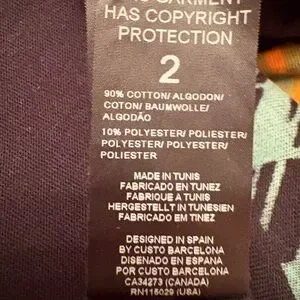 GARMENT
HAS COPYRIGHT
PROTECTION
2
90% COTTON/ ALGODON/
COTON/ BAUMWOLLE/
ALGODÃO
10% POLYESTER/ POLIESTER/
POLYESTER/ POLYESTER/
POLIESTER
MADE IN TUNIS
FABRICADO EN TUNEZ
FABRIQUE A TUNIS
HERGESTELLT IN TUNESIEN
FABRICADO EM TINEZ
DESIGNED IN SPAIN
BY CUSTO BARCELONA
DISENADO EN ESPAÑA
POR CUSTO BARCELONA
CA34273 (CANADA)
RN115029 (USA)